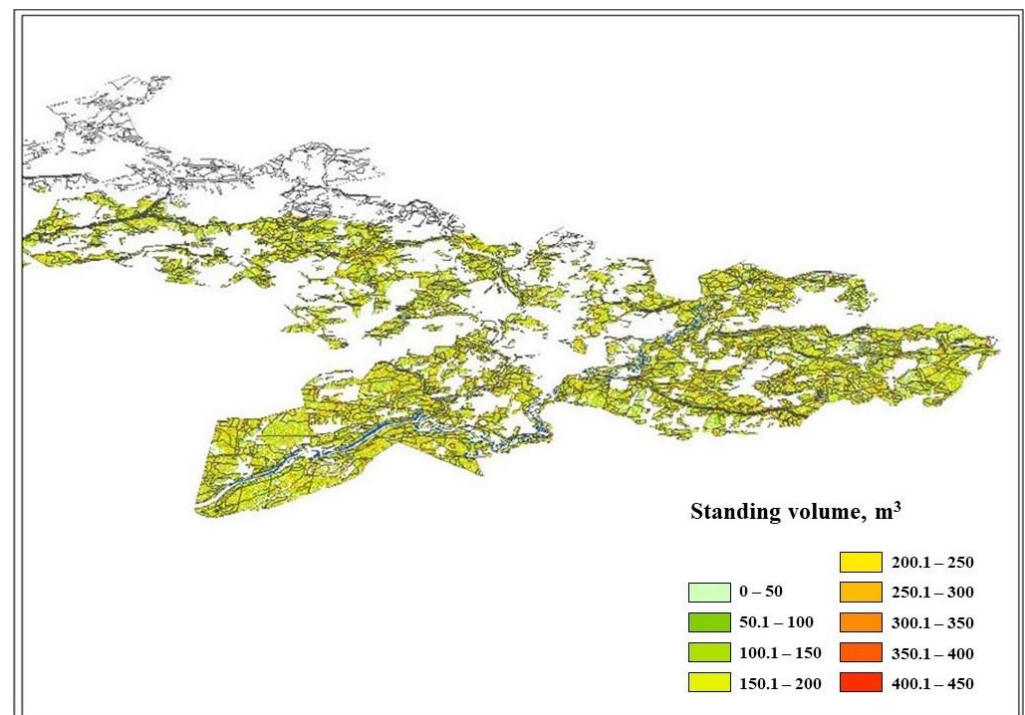 Standing volume, m³
0 – 50
50.1 – 100
100.1 – 150
150.1 – 200
200.1 – 250
250.1 – 300
300.1 – 350
350.1 – 400
400.1 – 450